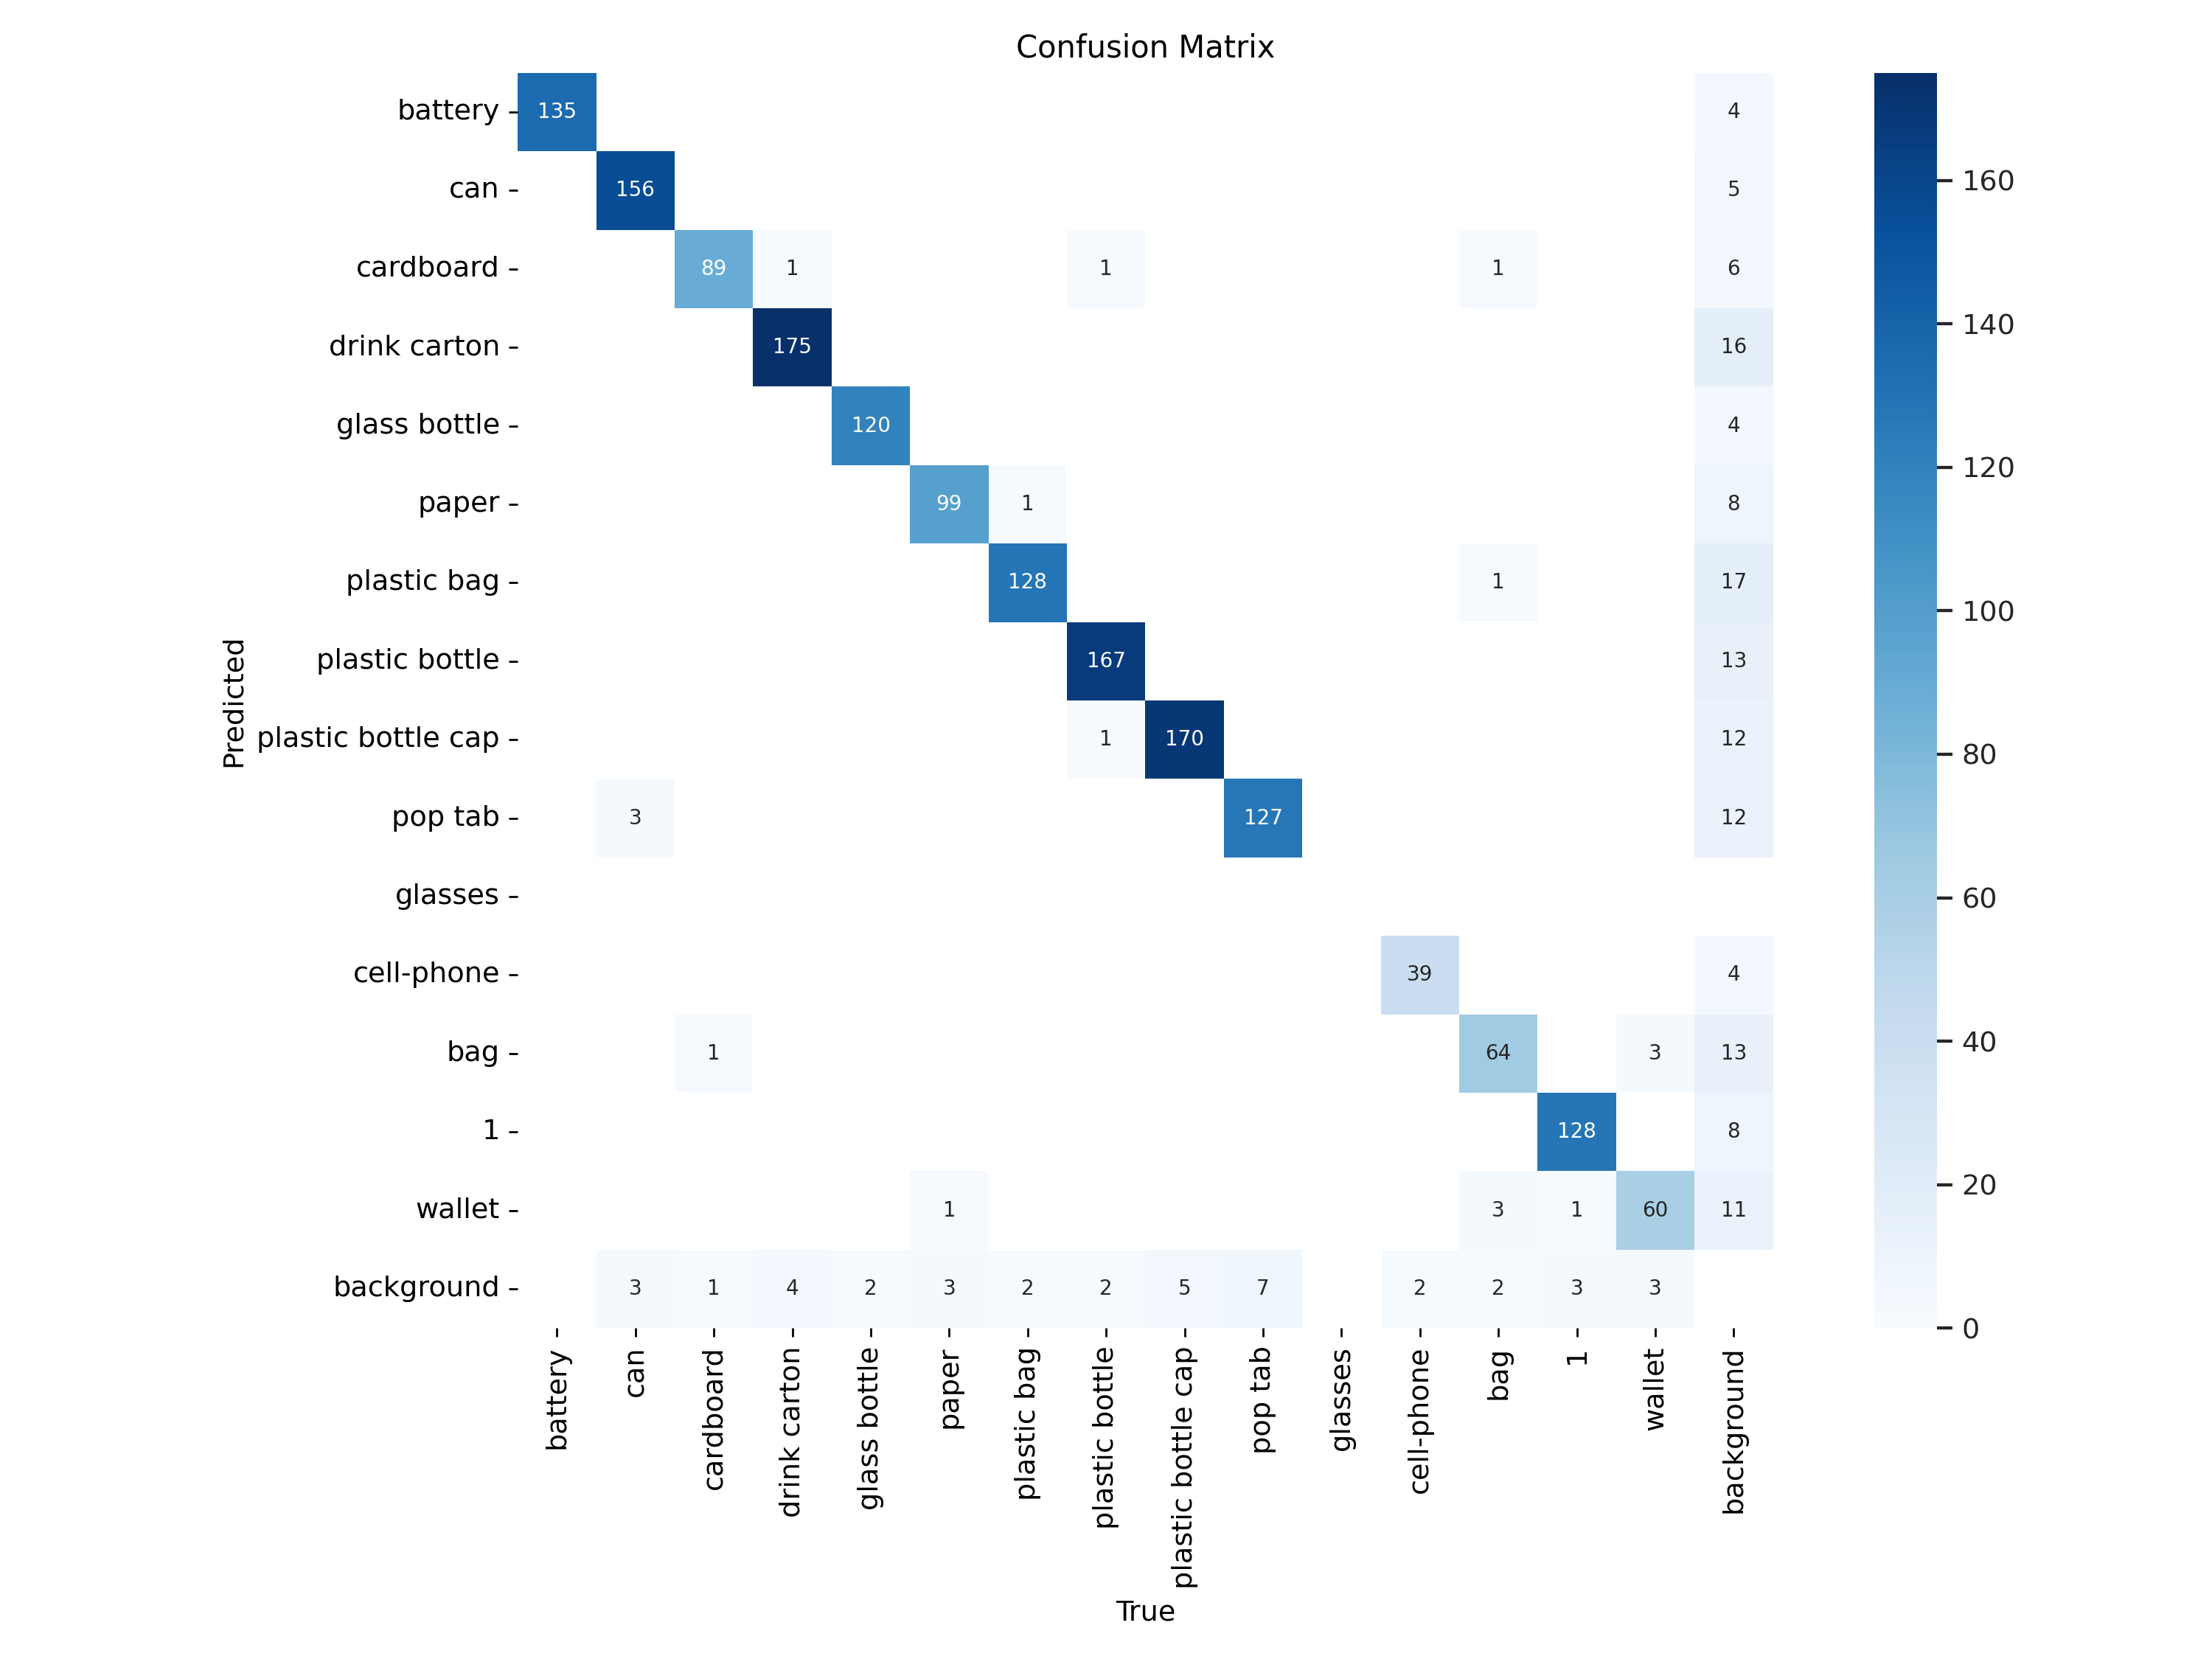 Confusion Matrix
battery 135 4
can 156 5 160
cardboard 89 1 1 1 6
drink carton 175 16 140
glass bottle 120 4
120
paper 99 1 8
plastic bag 128 1 17 100
plastic bottle 167 13
plastic bottle cap 1 170 12 80
pop tab 3 127 12
glasses 60
cell-phone 39 4
bag 1 64 3 13 40
1 128 8
wallet 1 3 1 60 11 20
background 3 1 4 2 3 2 2 5 7 2 2 3 3
0
Predicted
battery
can
cardboard
drink carton
glass bottle
paper
plastic bag
plastic bottle
plastic bottle cap
pop tab
glasses
cell-phone
bag
1
wallet
background
True